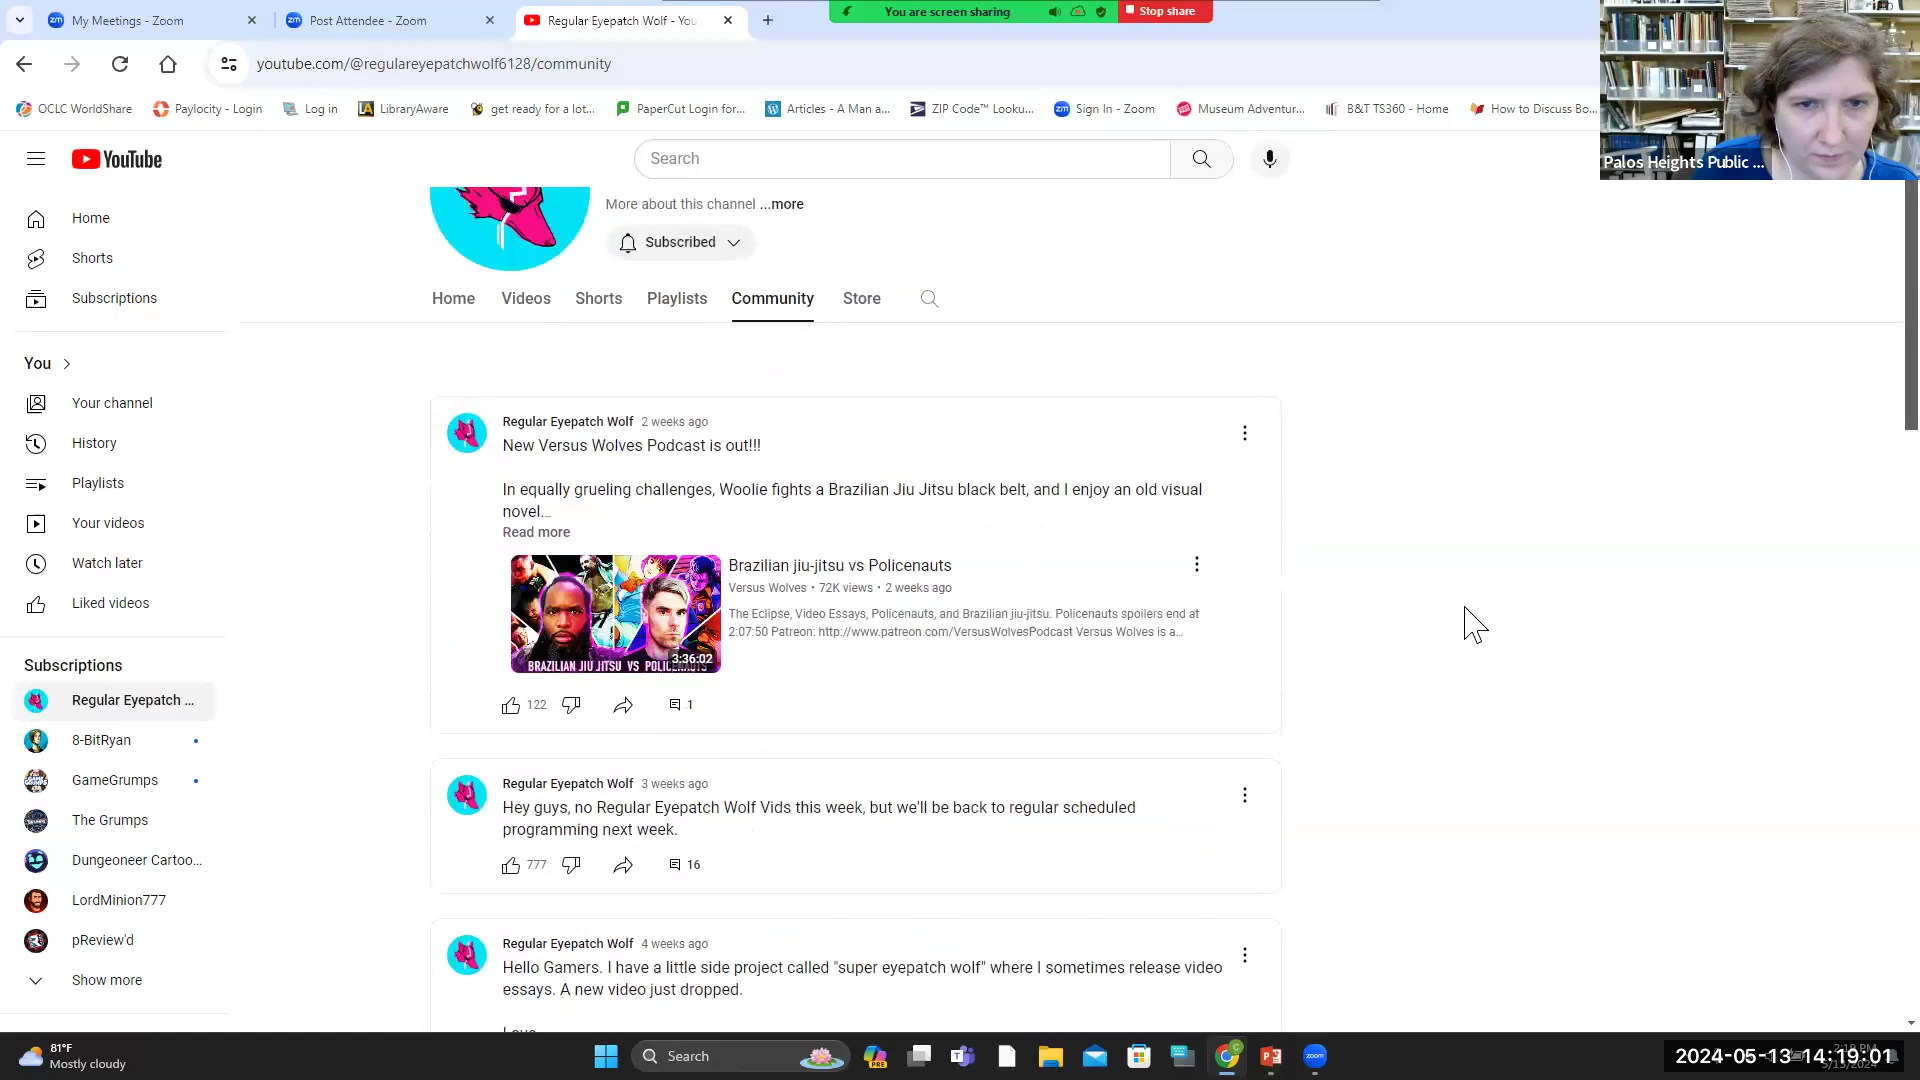 My Meetings - Zoom
Post Attendee - Zoom
Regular Eyepatch Wolf - You
You are screen sharing
Stop share
youtube.com/@regulareyepatchwolf6128/community
OCLC WorldShare
Paylocity - Login
Log in
LibraryAware
get ready for a lot...
PaperCut Login for...
Articles - A Man a...
ZIP Code™ Looku...
Sign In - Zoom
Museum Adventur...
B&T TS360 - Home
How to Discuss Bo...
Palos Heights Public ...
YouTube
Search
Home
Shorts
Subscriptions
You
Your channel
History
Playlists
Your videos
Watch later
Liked videos
Subscriptions
Regular Eyepatch ...
8-BitRyan
GameGrumps
The Grumps
Dungeoneer Cartoo...
LordMinion777
pReview'd
Show more
More about this channel ...more
Subscribed
Home
Videos
Shorts
Playlists
Community
Store
Regular Eyepatch Wolf 2 weeks ago
New Versus Wolves Podcast is out!!!
In equally grueling challenges, Woolie fights a Brazilian Jiu Jitsu black belt, and I enjoy an old visual
novel...
Read more
BRAZILIAN JIU JITSU VS
3:36:02
Brazilian jiu-jitsu vs Policenauts
Versus Wolves • 72K views • 2 weeks ago
The Eclipse, Video Essays, Policenauts, and Brazilian jiu-jitsu. Policenauts spoilers end at
2:07:50 Patreon: http://www.patreon.com/VersusWolvesPodcast Versus Wolves is a...
122
1
Regular Eyepatch Wolf 3 weeks ago
Hey guys, no Regular Eyepatch Wolf Vids this week, but we'll be back to regular scheduled
programming next week.
777
16
Regular Eyepatch Wolf 4 weeks ago
Hello Gamers. I have a little side project called "super eyepatch wolf" where I sometimes release video
essays. A new video just dropped.
81°F
Mostly cloudy
Search
2024-05-13 14:19:01